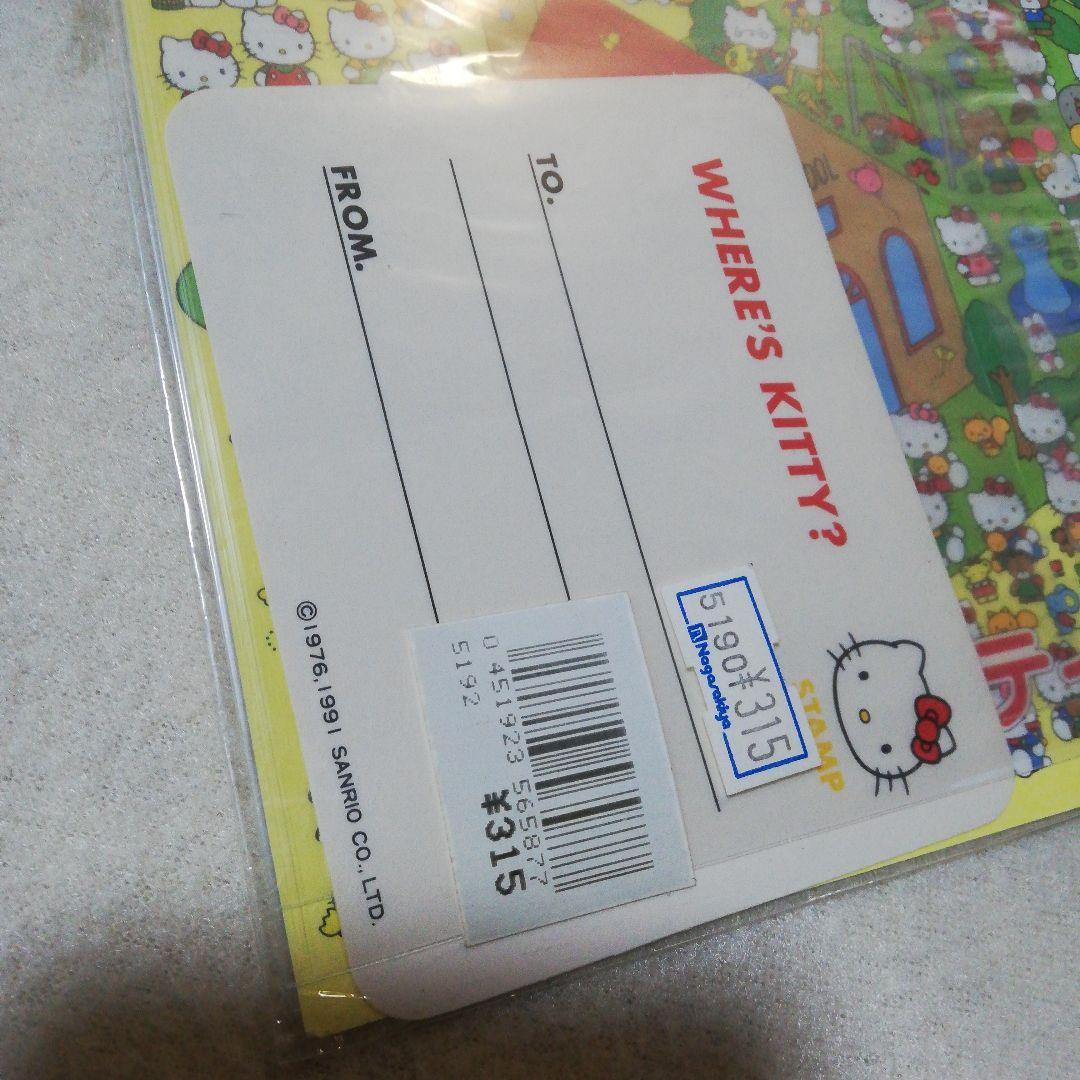 WHERE'S KITTY?
STAMP
TO.
FROM.
5190¥315
Nagasakiya
0 451923 565877
5192
¥315
©1976,1991 SANRIO CO., LTD.